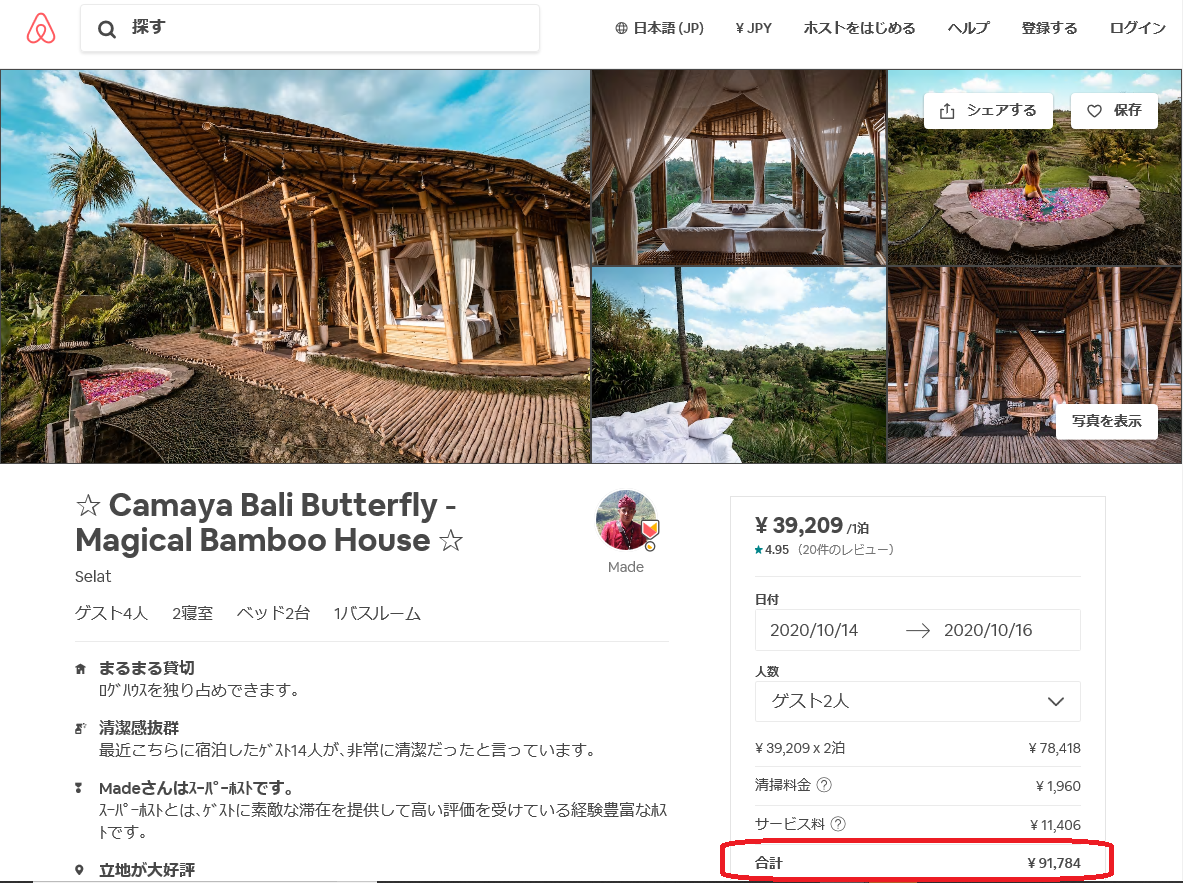 探す
日本語 (JP)
¥ JPY
ホストをはじめる
ヘルプ
登録する
ログイン
シェアする
保存
写真を表示
☆ Camaya Bali Butterfly -
Magical Bamboo House ☆
Selat
ゲスト4人 2寝室 ベッド2台 1バスルーム
Made
まるまる貸切
ﾛｸﾞﾊｳｽを独り占めできます。
清潔感抜群
最近こちらに宿泊したｹﾞｽﾄ14人が、非常に清潔だったと言っています。
Madeさんはｽｰﾊﾟｰﾎｽﾄです。
ｽｰﾊﾟｰﾎｽﾄとは、ｹﾞｽﾄに素敵な滞在を提供して高い評価を受けている経験豊富なﾎｽ
ﾄです。
立地が大好評
¥ 39,209 /1泊
★ 4.95 （20件のレビュー）
日付
2020/10/14 → 2020/10/16
人数
ゲスト2人
¥ 39,209 x 2泊 ¥ 78,418
清掃料金 ? ¥ 1,960
サービス料 ? ¥ 11,406
合計 ¥ 91,784